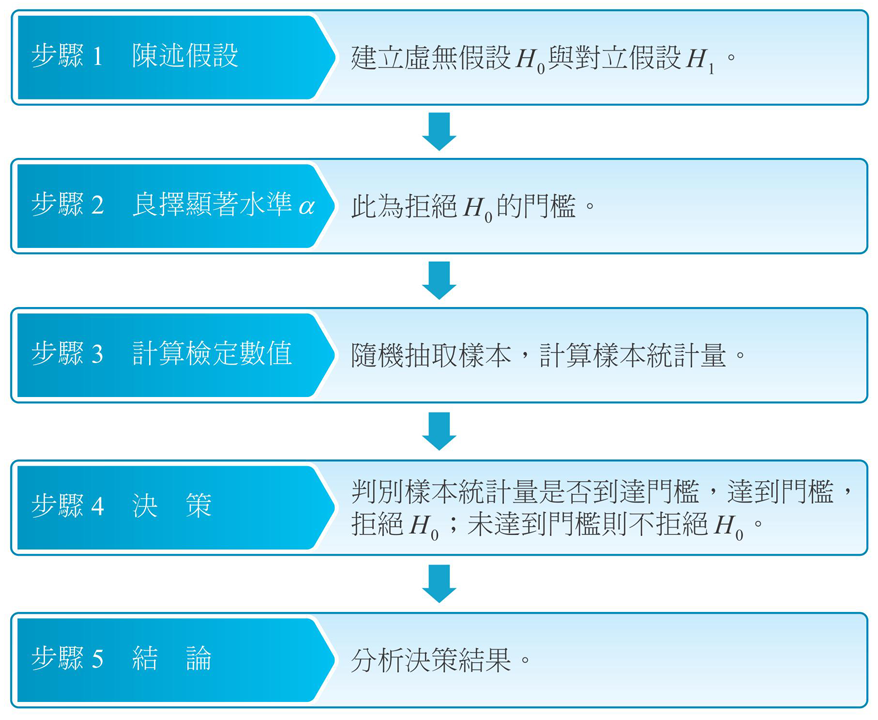 步驟 1 陳述假設
建立虛無假設 H₀ 與對立假設 H₁。
步驟 2 良擇顯著水準 α
此為拒絕 H₀ 的門檻。
步驟 3 計算檢定數值
隨機抽取樣本，計算樣本統計量。
步驟 4 決 策
判別樣本統計量是否到達門檻，達到門檻，
拒絕 H₀；未達到門檻則不拒絕 H₀。
步驟 5 結 論
分析決策結果。